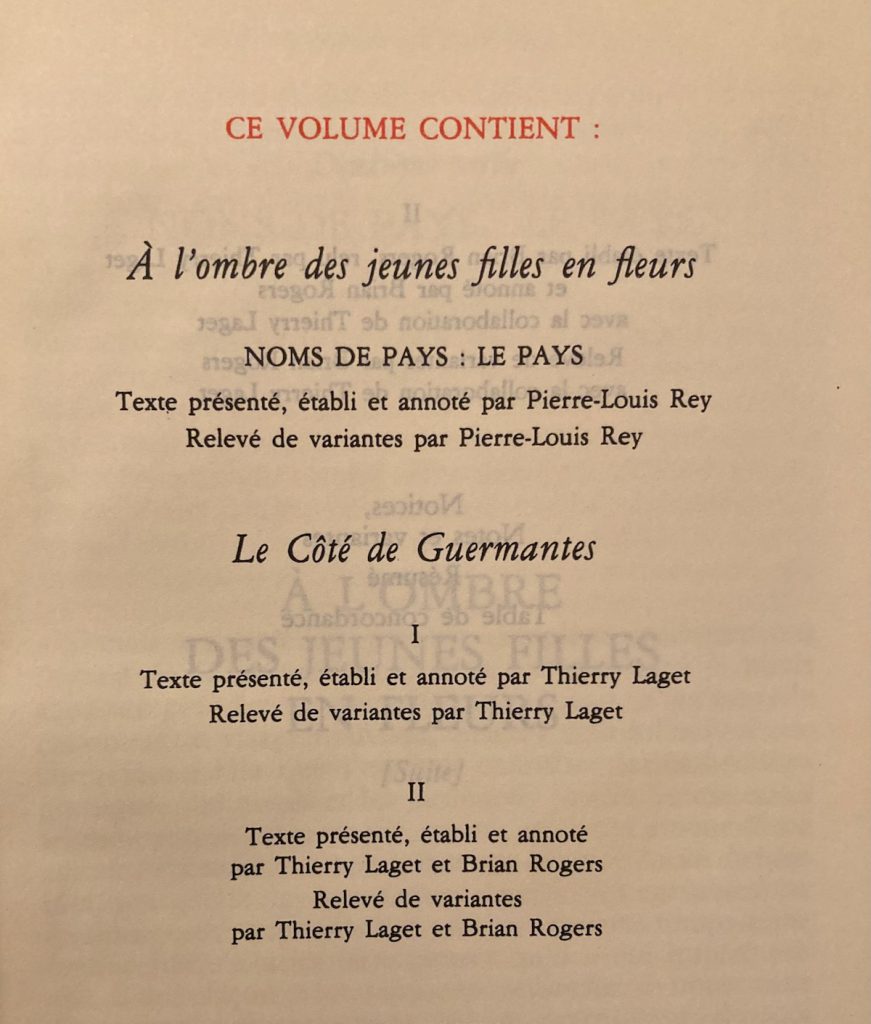 CE VOLUME CONTIENT :
À l'ombre des jeunes filles en fleurs
NOMS DE PAYS : LE PAYS
Texte présenté, établi et annoté par Pierre-Louis Rey
Relevé de variantes par Pierre-Louis Rey
Le Côté de Guermantes
I
Texte présenté, établi et annoté par Thierry Laget
Relevé de variantes par Thierry Laget
II
Texte présenté, établi et annoté
par Thierry Laget et Brian Rogers
Relevé de variantes
par Thierry Laget et Brian Rogers